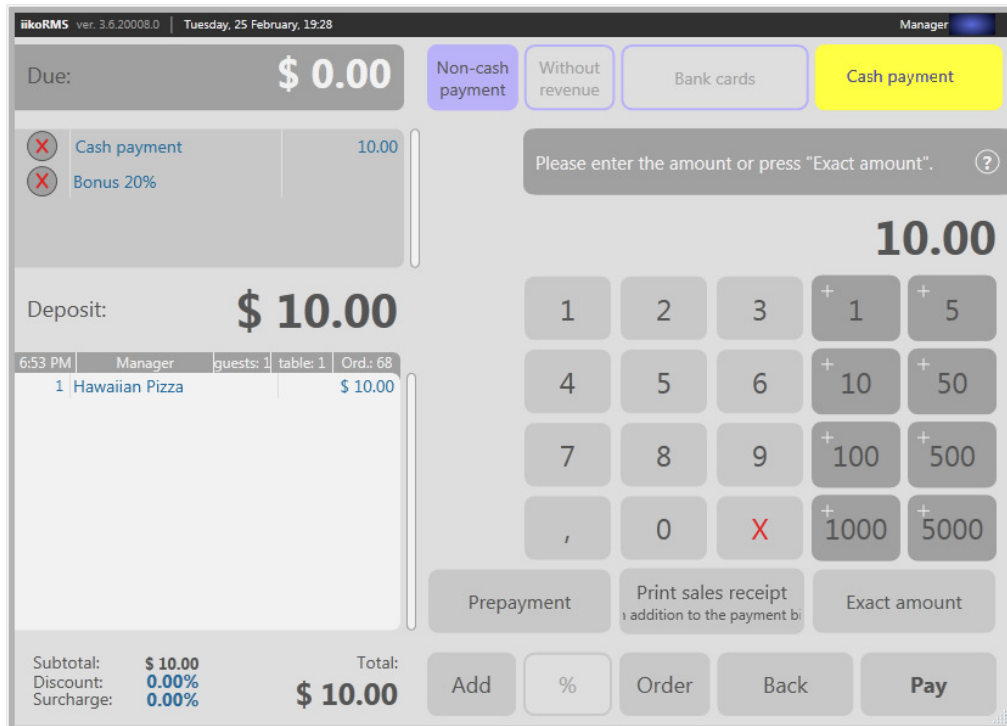 iikoRMS ver. 3.6.20008.0 | Tuesday, 25 February, 19:28 Manager
Due: $ 0.00
Non-cash
payment
Without
revenue
Bank cards
Cash payment
X Cash payment 10.00
X Bonus 20%
Please enter the amount or press "Exact amount". ?
10.00
Deposit: $ 10.00
6:53 PM Manager guests: 1 table: 1 Ord.: 68
1 Hawaiian Pizza $ 10.00
1 2 3 +1 +5
4 5 6 +10 +50
7 8 9 +100 +500
, 0 X +1000 +5000
Prepayment
Print sales receipt
addition to the payment bi
Exact amount
Subtotal: $ 10.00
Discount: 0.00%
Surcharge: 0.00%
Total:
$ 10.00
Add % Order Back Pay